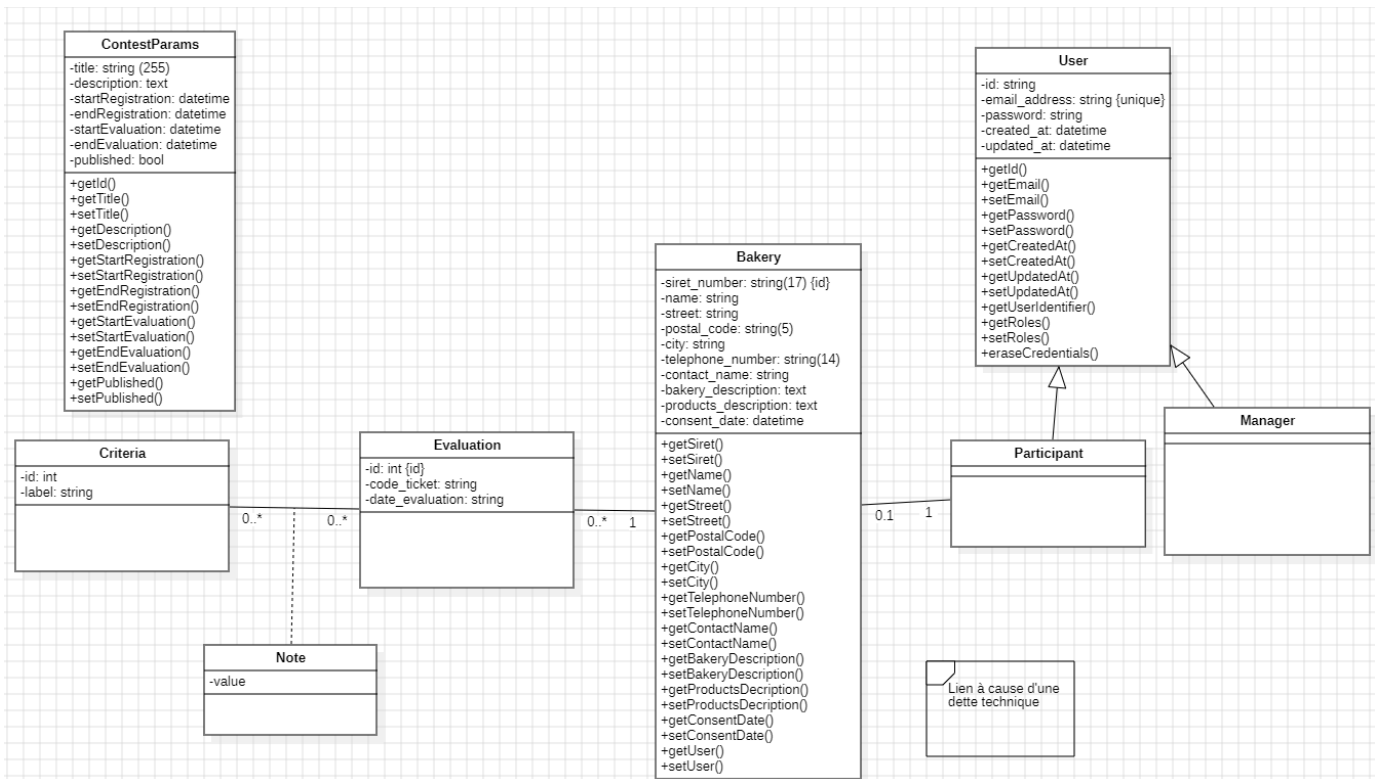 ContestParams
-title: string (255)
-description: text
-startRegistration: datetime
-endRegistration: datetime
-startEvaluation: datetime
-endEvaluation: datetime
-published: bool
+getId()
+getTitle()
+setTitle()
+getDescription()
+setDescription()
+getStartRegistration()
+setStartRegistration()
+getEndRegistration()
+setEndRegistration()
+getStartEvaluation()
+setStartEvaluation()
+getEndEvaluation()
+setEndEvaluation()
+getPublished()
+setPublished()
User
-id: string
-email_address: string {unique}
-password: string
-created_at: datetime
-updated_at: datetime
+getId()
+getEmail()
+setEmail()
+getPassword()
+setPassword()
+getCreatedAt()
+setCreatedAt()
+getUpdatedAt()
+setUpdatedAt()
+getUserIdentifier()
+getRoles()
+setRoles()
+eraseCredentials()
Bakery
-siret_number: string(17) {id}
-name: string
-street: string
-postal_code: string(5)
-city: string
-telephone_number: string(14)
-contact_name: string
-bakery_description: text
-products_description: text
-consent_date: datetime
+getSiret()
+setSiret()
+getName()
+setName()
+getStreet()
+setStreet()
+getPostalCode()
+setPostalCode()
+getCity()
+setCity()
+getTelephoneNumber()
+setTelephoneNumber()
+getContactName()
+setContactName()
+getBakeryDescription()
+setBakeryDescription()
+getProductsDecription()
+setProductsDecription()
+getConsentDate()
+setConsentDate()
+getUser()
+setUser()
Criteria
-id: int
-label: string
0..*
0..*
Evaluation
-id: int {id}
-code_ticket: string
-date_evaluation: string
0..*
1
0.1
1
Participant
Manager
Note
-value
Lien à cause d'une
dette technique